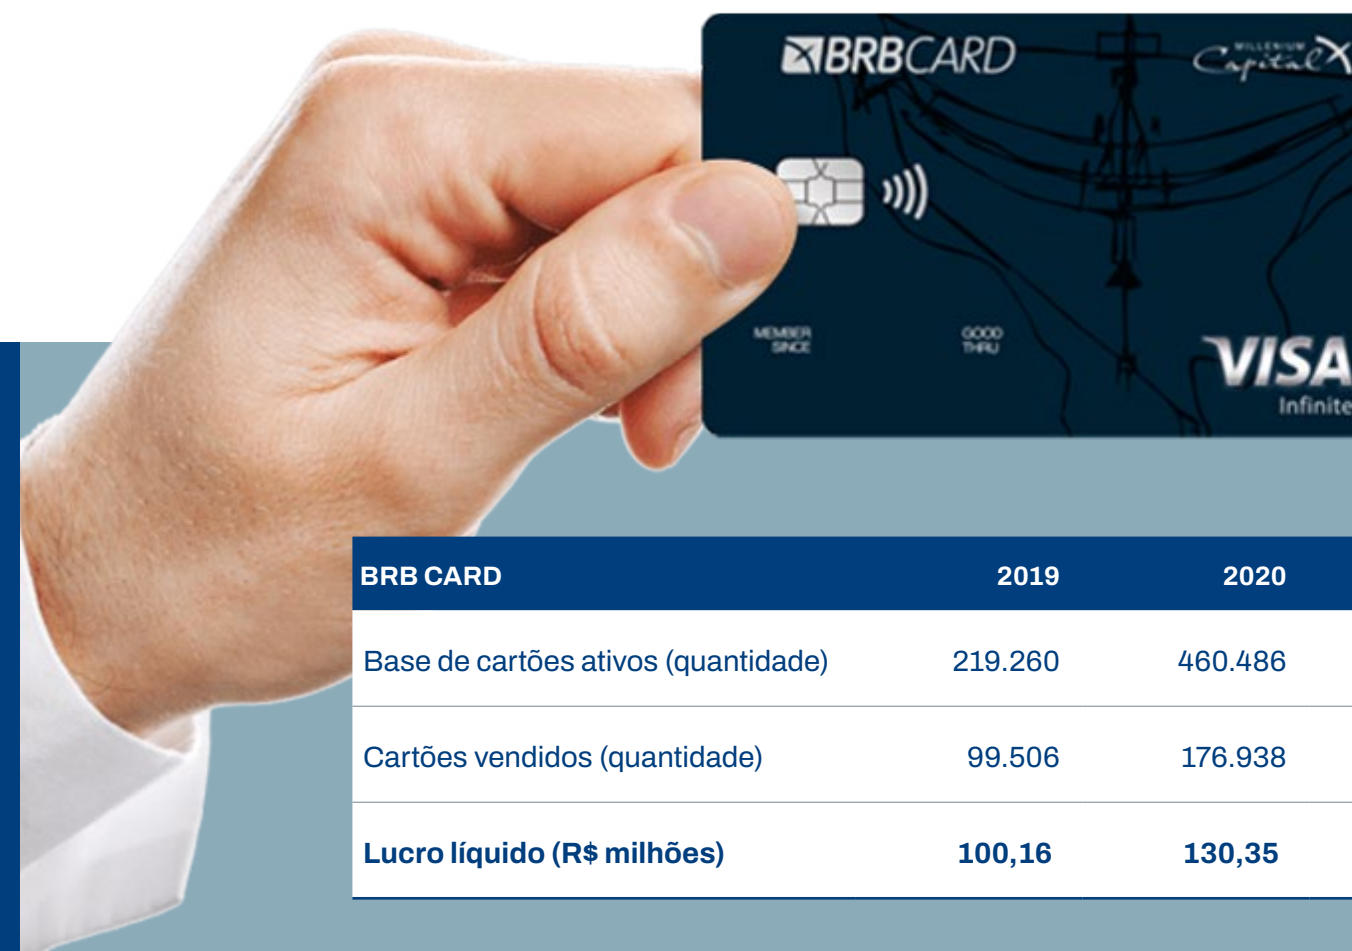 BRBCARD
MILLENIUM
Capital
MEMBER
SINCE
GOOD
THRU
VISA
Infinite
BRB CARD 2019 2020
Base de cartões ativos (quantidade) 219.260 460.486
Cartões vendidos (quantidade) 99.506 176.938
Lucro líquido (R$ milhões) 100,16 130,35